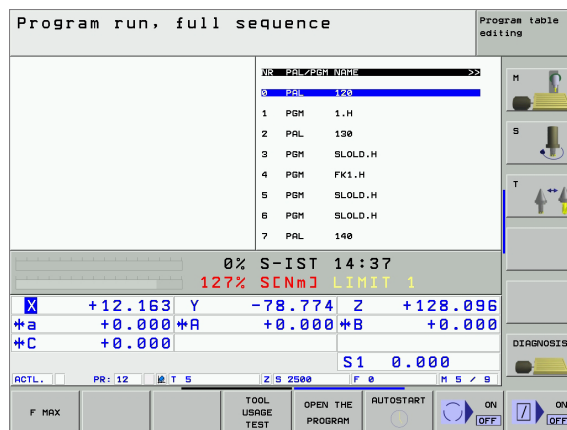 Program run, full sequence
Program table
editing
NR PAL/PGM NAME >>
0 PAL 120
1 PGM 1.H
2 PAL 130
3 PGM SLOLD.H
4 PGM FK1.H
5 PGM SLOLD.H
6 PGM SLOLD.H
7 PAL 140
M
S
T
0% S-IST 14:37
127% S[Nm] LIMIT 1
X +12.163 Y -78.774 Z +128.096
a +0.000 A +0.000 B +0.000
C +0.000
S1 0.000
ACTL. PR: 12 T 5 Z S 2500 F 0 M 5 / 9
DIAGNOSIS
F MAX
TOOL
USAGE
TEST
OPEN THE
PROGRAM
AUTOSTART
ON
OFF
ON
OFF